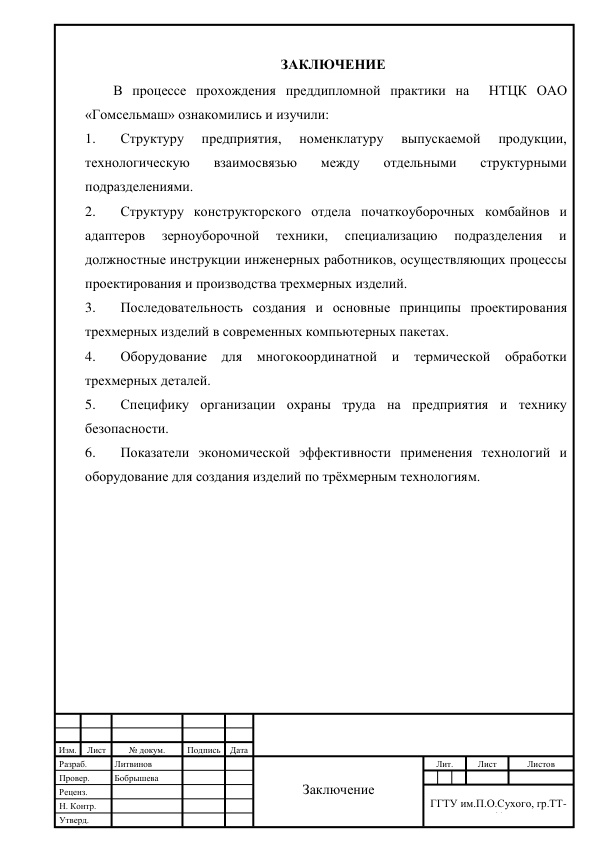 ЗАКЛЮЧЕНИЕ
В процессе прохождения преддипломной практики на НТЦК ОАО
«Гомсельмаш» ознакомились и изучили:
1. Структуру предприятия, номенклатуру выпускаемой продукции,
технологическую взаимосвязью между отдельными структурными
подразделениями.
2. Структуру конструкторского отдела початкоуборочных комбайнов и
адаптеров зерноуборочной техники, специализацию подразделения и
должностные инструкции инженерных работников, осуществляющих процессы
проектирования и производства трехмерных изделий.
3. Последовательность создания и основные принципы проектирования
трехмерных изделий в современных компьютерных пакетах.
4. Оборудование для многокоординатной и термической обработки
трехмерных деталей.
5. Специфику организации охраны труда на предприятия и технику
безопасности.
6. Показатели экономической эффективности применения технологий и
оборудование для создания изделий по трёхмерным технологиям.
Изм. Лист № докум. Подпись Дата
Разраб. Литвинов
Провер. Бобрышева
Реценз.
Н. Контр.
Утверд.
Заключение
Лит. Лист Листов
ГГТУ им.П.О.Сухого, гр.ТТ-